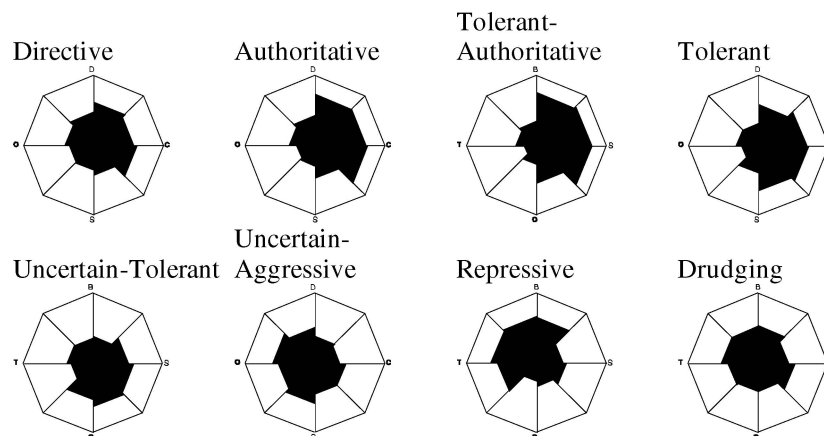 Tolerant-
Directive Authoritative Authoritative Tolerant
D D B D
O C O C T S O
S S O S
Uncertain-
Uncertain-Tolerant Aggressive Repressive Drudging
B D B B
T S O C T S T